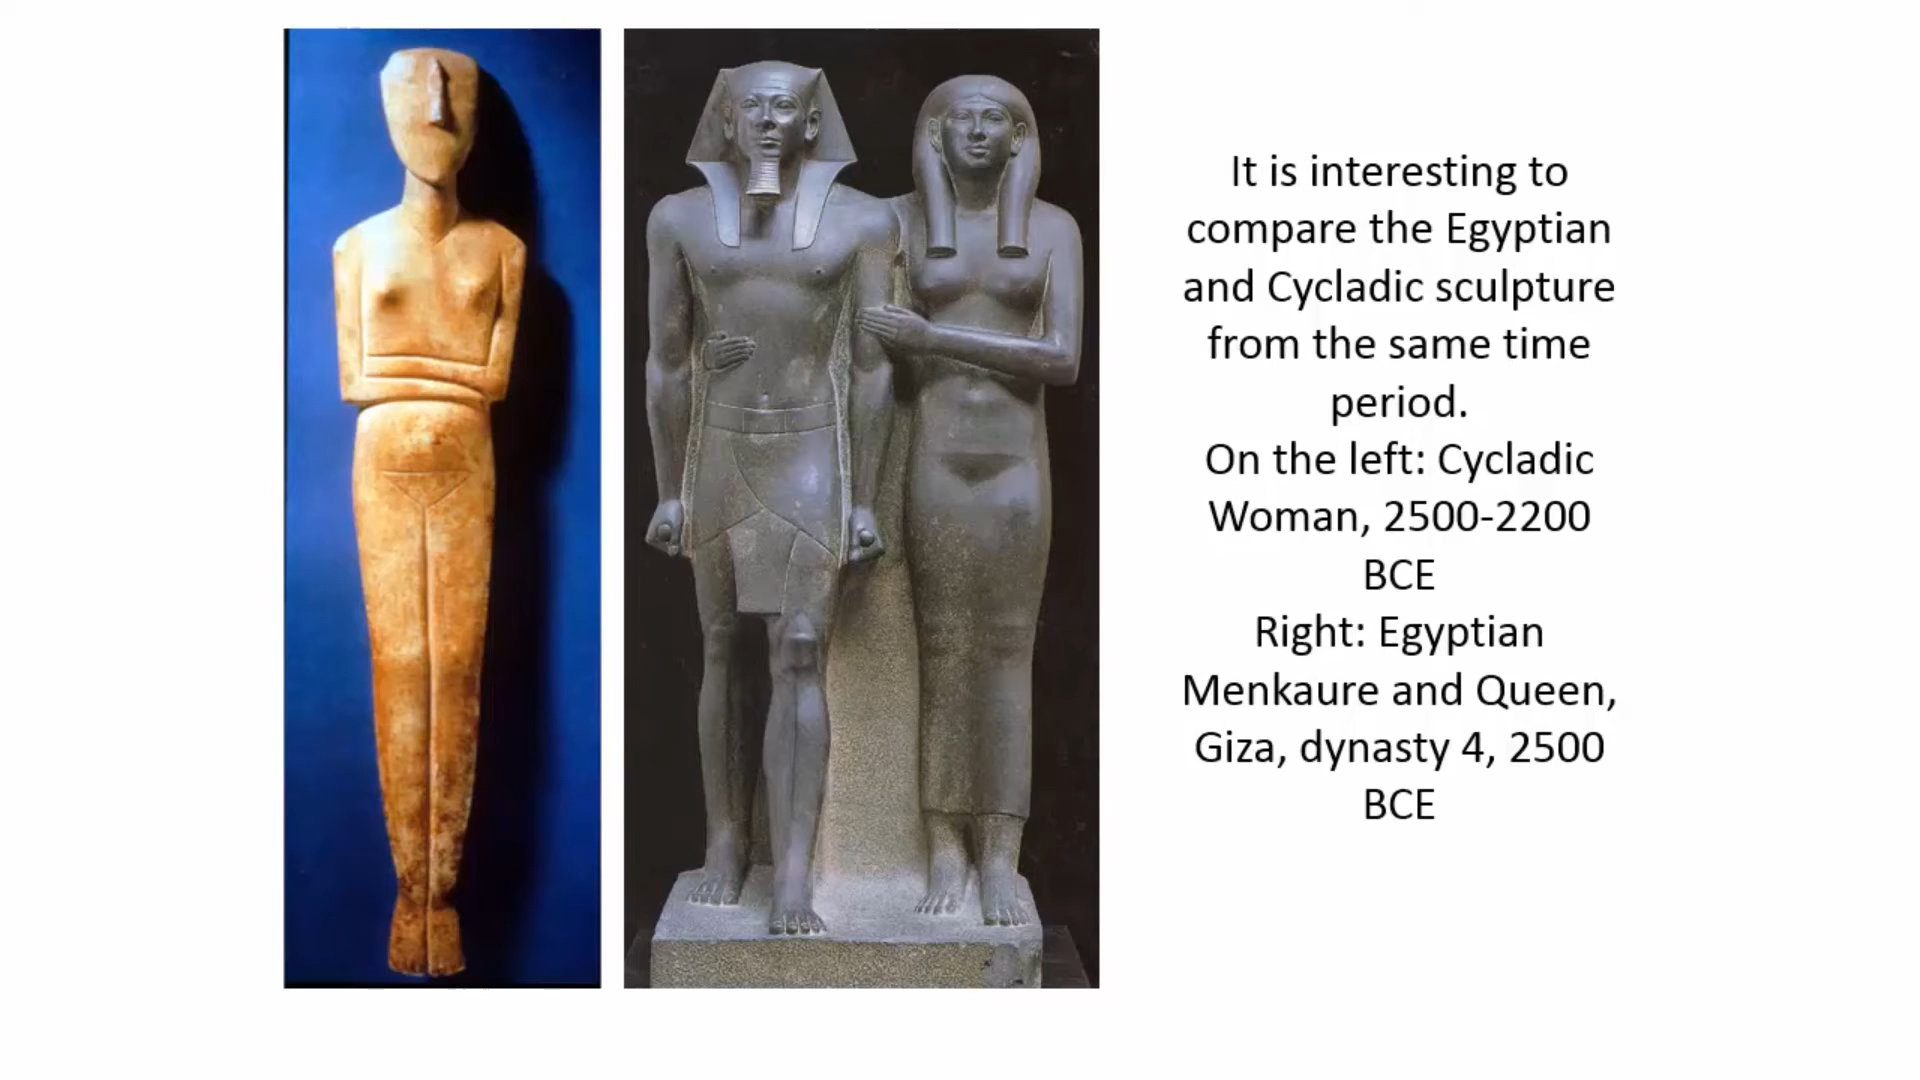 It is interesting to
compare the Egyptian
and Cycladic sculpture
from the same time
period.
On the left: Cycladic
Woman, 2500-2200
BCE
Right: Egyptian
Menkaure and Queen,
Giza, dynasty 4, 2500
BCE